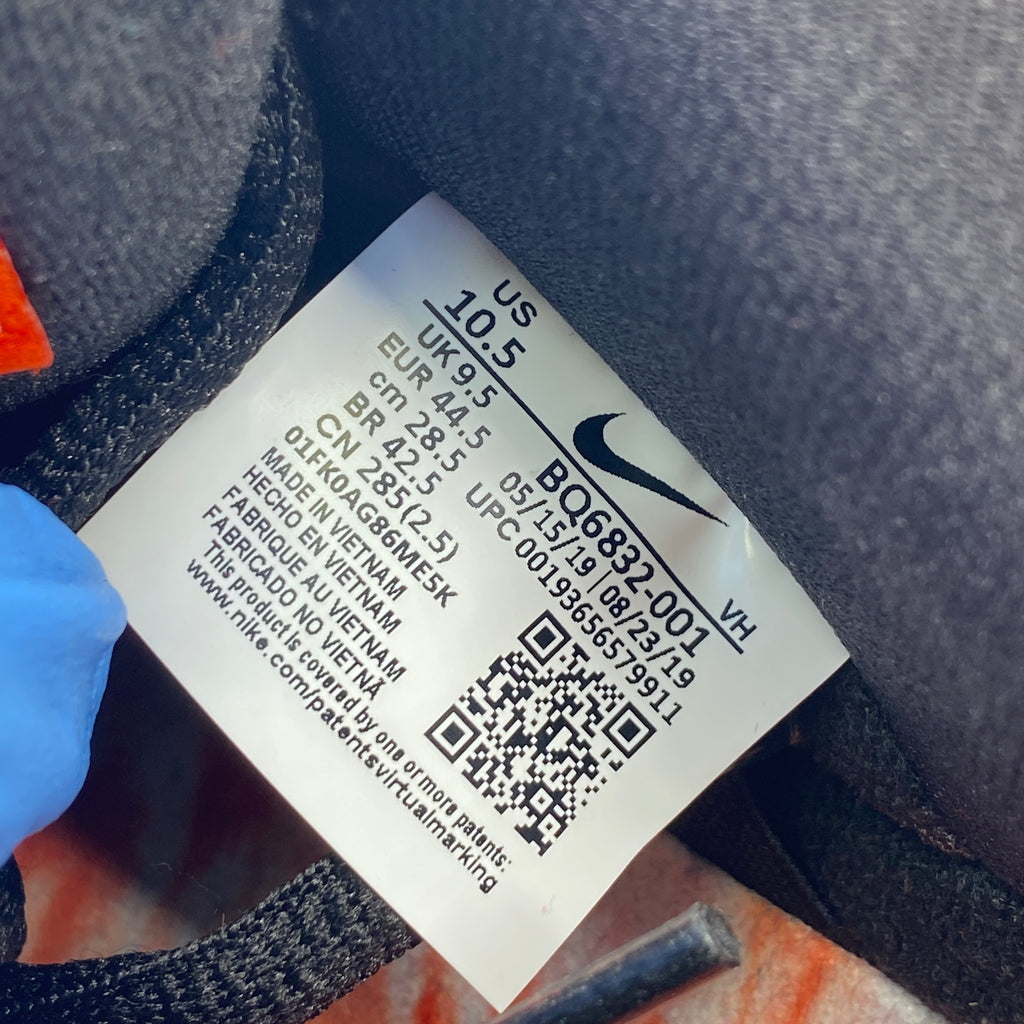 US
10.5
UK 9.5
EUR 44.5
cm 28.5
BR 42.5
CN 285(2.5)
01FK0AG86ME5K
MADE IN VIETNAM
HECHO EN VIETNAM
FABRIQUE AU VIETNAM
FABRICADO NO VIETNÃ
This product is covered by one or more patents:
www.nike.com/patentsvirtualmarking
VH
BQ6832-001
05/15/19 | 08/23/19
UPC 00193656579911